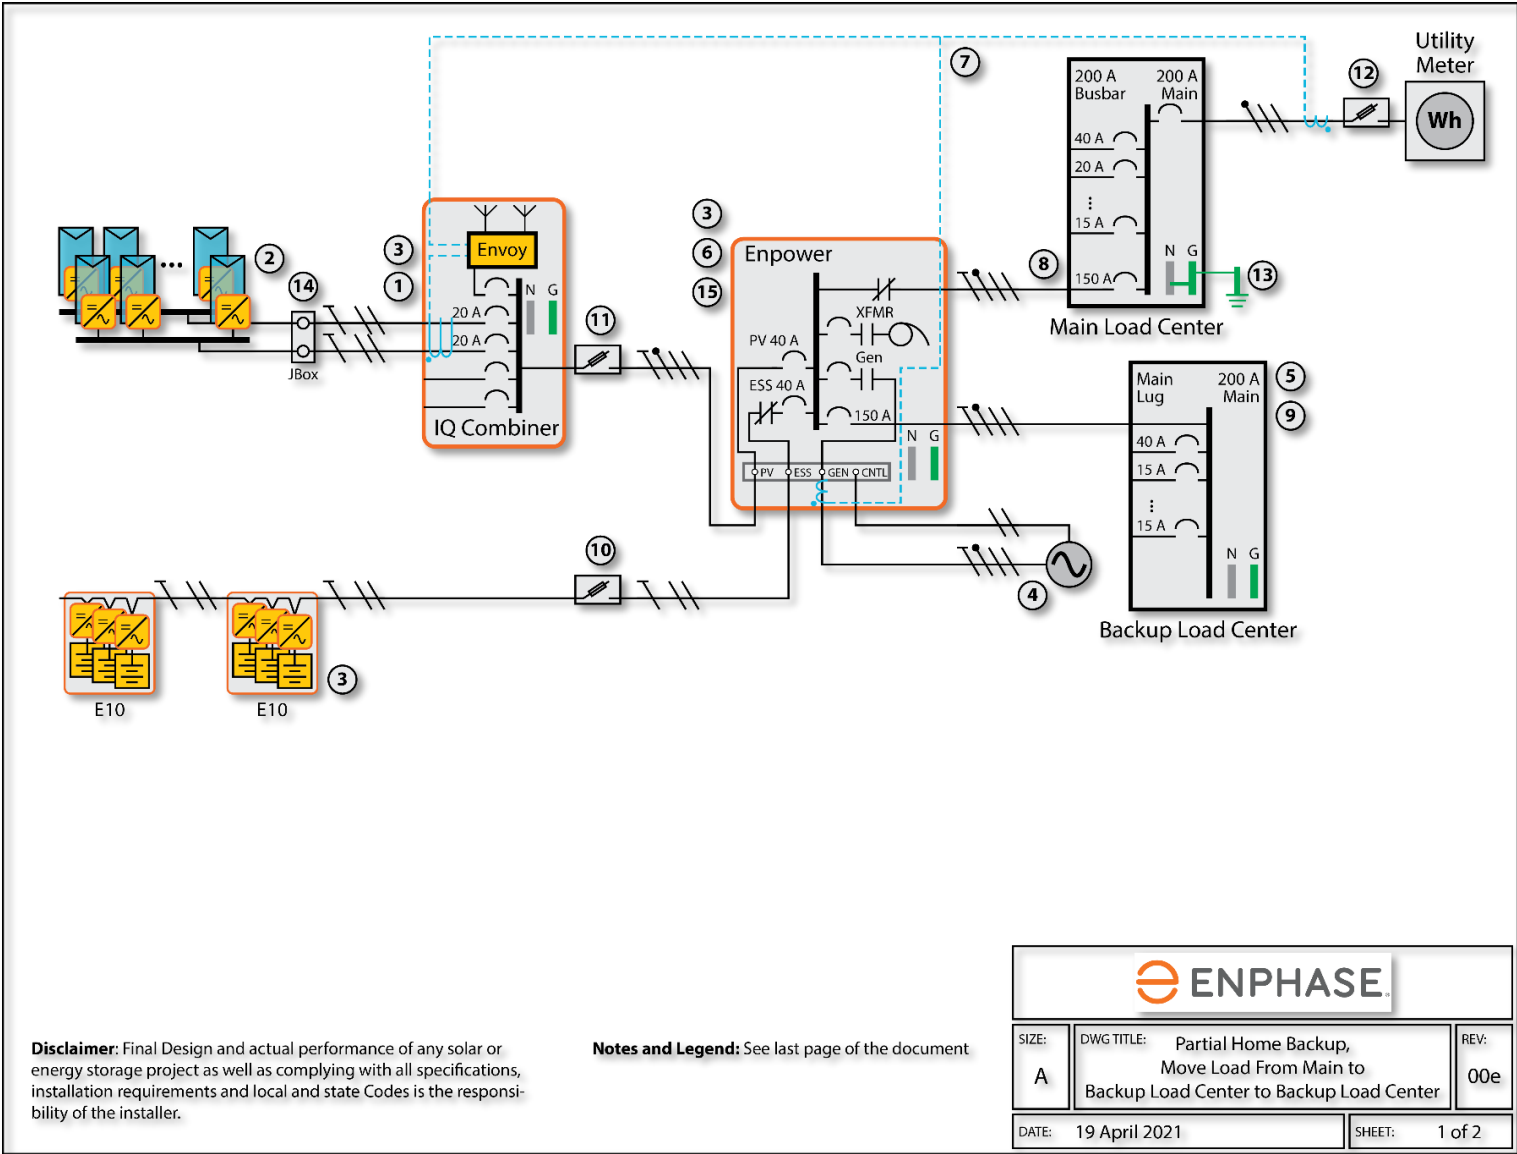 Utility
Meter
7
12
200 A
Busbar
200 A
Main
Wh
40 A
20 A
15 A
N G
150 A
8
13
Main Load Center
3
6
15
Enpower
XFMR
PV 40 A
Gen
ESS 40 A
150 A
N G
PV
ESS
GEN
CNTL
3
1
Envoy
N G
20 A
20 A
IQ Combiner
2
14
JBox
11
5
9
Main
Lug
200 A
Main
40 A
15 A
15 A
N G
Backup Load Center
4
10
3
E10
E10
ENPHASE®
SIZE:
A
DWG TITLE:
Partial Home Backup,
Move Load From Main to
Backup Load Center to Backup Load Center
REV:
00e
DATE: 19 April 2021
SHEET: 1 of 2
Disclaimer: Final Design and actual performance of any solar or
energy storage project as well as complying with all specifications,
installation requirements and local and state Codes is the responsi-
bility of the installer.
Notes and Legend: See last page of the document